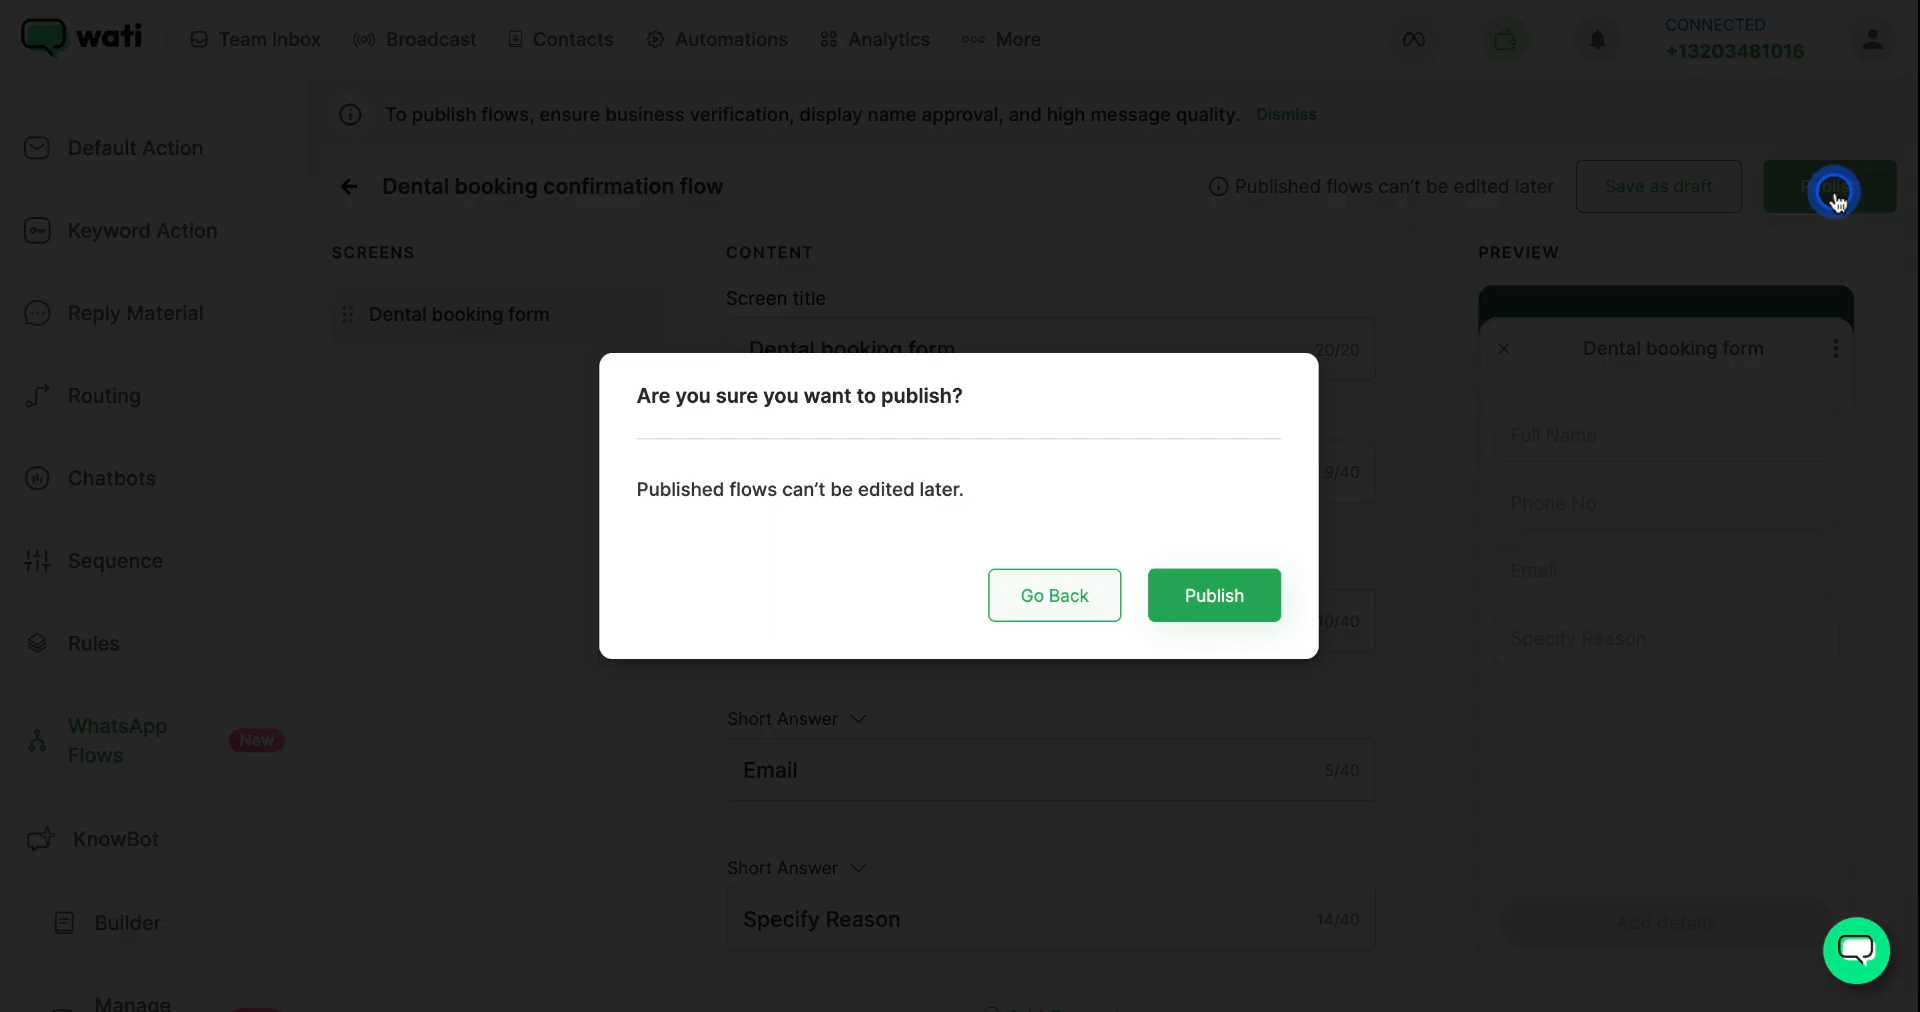 wati
Team Inbox
Broadcast
Contacts
Automations
Analytics
More
CONNECTED
+13203481016
Default Action
Keyword Action
Reply Material
Routing
Chatbots
Sequence
Rules
WhatsApp
Flows
New
KnowBot
Builder
Manage
To publish flows, ensure business verification, display name approval, and high message quality. Dismiss
Dental booking confirmation flow
Published flows can't be edited later
Save as draft
SCREENS
Dental booking form
CONTENT
Screen title
Dental booking form
20/20
9/40
Are you sure you want to publish?
Published flows can't be edited later.
Go Back
Publish
Short Answer
Email
5/40
Short Answer
Specify Reason
14/40
PREVIEW
Dental booking form
Full Name
Phone No.
Email
Specify Reason
Add details